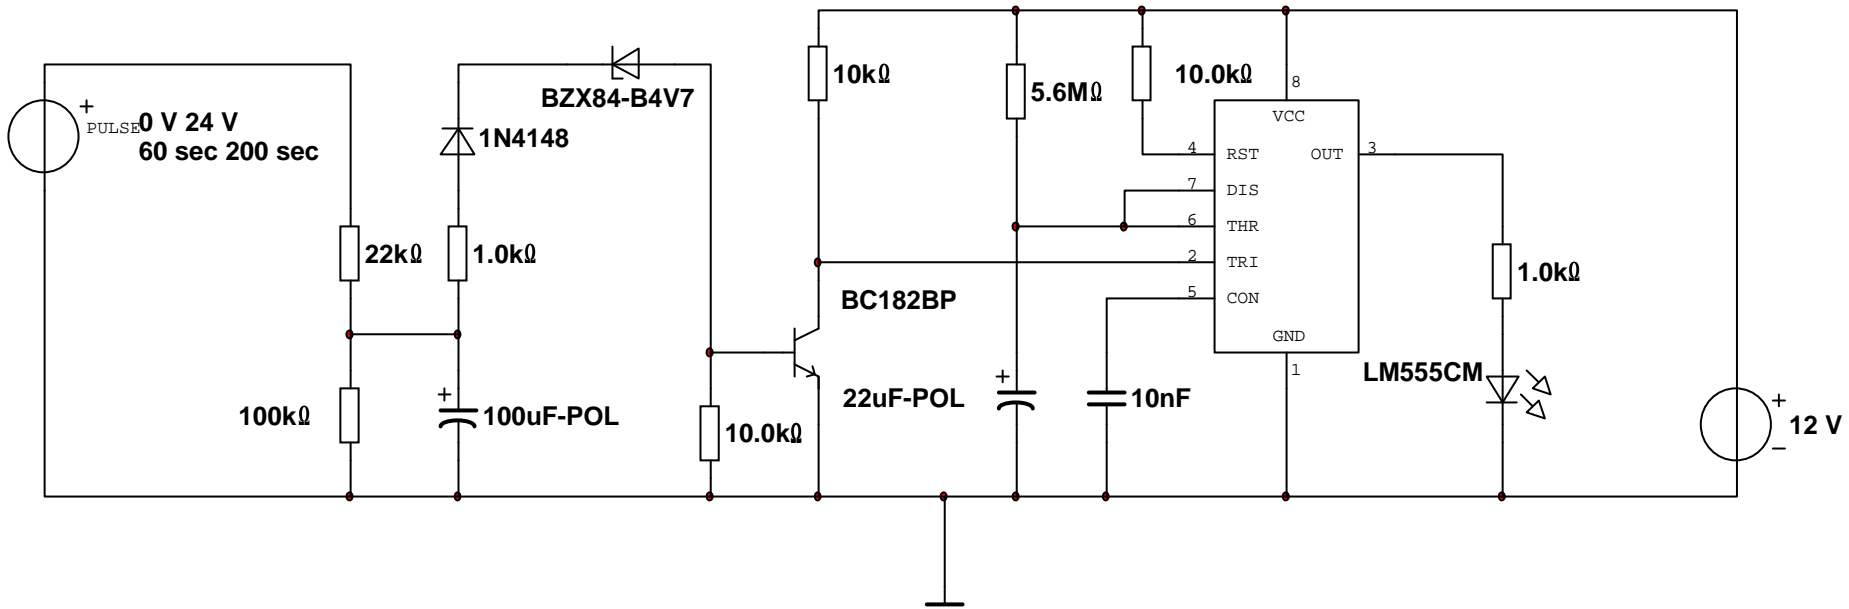 PULSE
0 V 24 V
60 sec 200 sec
22kΩ
100kΩ
1N4148
1.0kΩ
100uF-POL
BZX84-B4V7
10.0kΩ
10kΩ
BC182BP
5.6MΩ
22uF-POL
10.0kΩ
10nF
8
VCC
4 RST OUT 3
7 DIS
6 THR
2 TRI
5 CON
GND
1
LM555CM
1.0kΩ
+
+
+
+
12 V
−